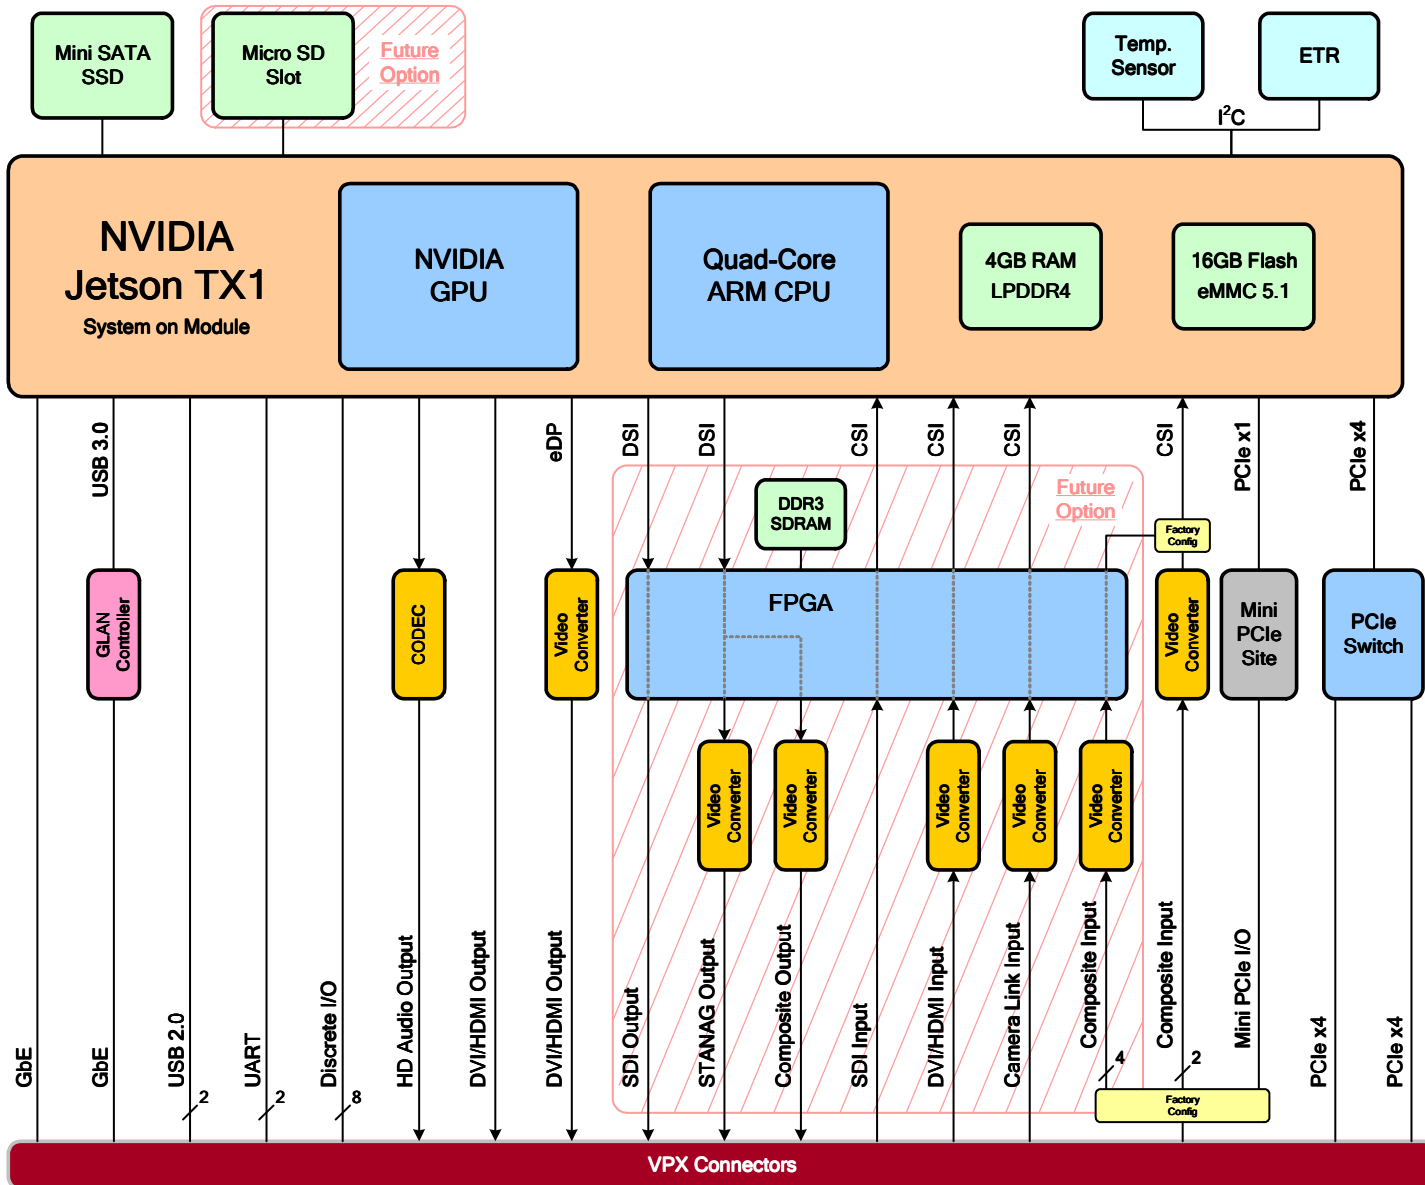 Mini SATA
SSD
Micro SD
Slot
Future
Option
Temp.
Sensor
ETR
I²C
NVIDIA
Jetson TX1
System on Module
NVIDIA
GPU
Quad-Core
ARM CPU
4GB RAM
LPDDR4
16GB Flash
eMMC 5.1
USB 3.0
eDP
DSI
DSI
CSI
CSI
CSI
CSI
PCIe x1
PCIe x4
Future
Option
DDR3
SDRAM
Factory
Config
GLAN
Controller
CODEC
Video
Converter
FPGA
Video
Converter
Mini
PCIe
Site
PCIe
Switch
Video
Converter
Video
Converter
Video
Converter
Video
Converter
Video
Converter
GbE
GbE
USB 2.0
2
UART
2
Discrete I/O
8
HD Audio Output
DVI/HDMI Output
DVI/HDMI Output
SDI Output
STANAG Output
Composite Output
SDI Input
DVI/HDMI Input
Camera Link Input
Composite Input
4
Composite Input
2
Mini PCIe I/O
PCIe x4
PCIe x4
Factory
Config
VPX Connectors